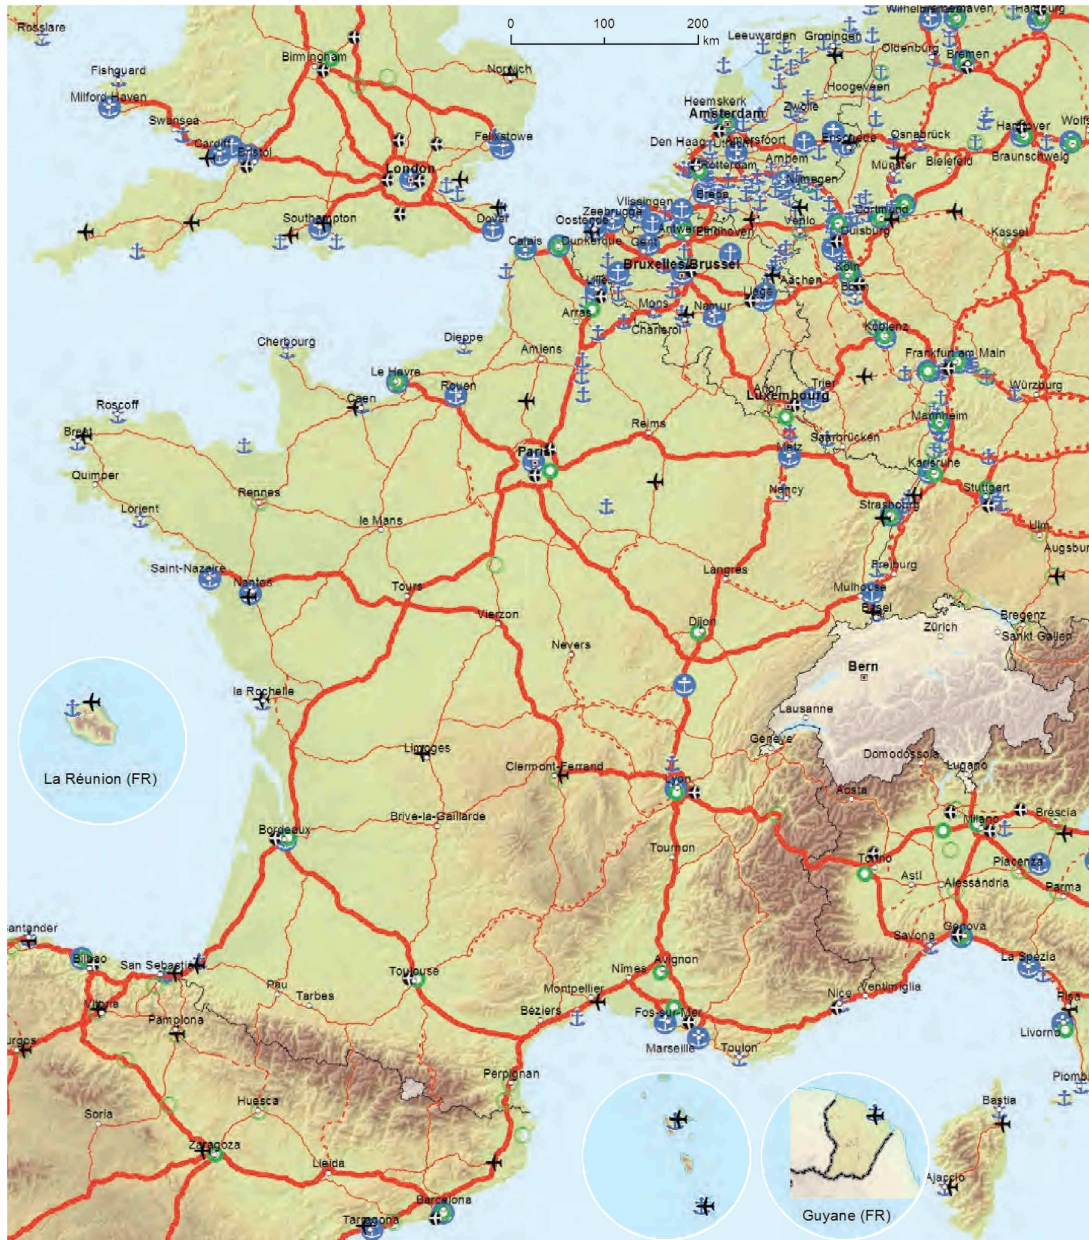 0 100 200
km
Rosslare
Birmingham
Norwich
Fishguard
Milford Haven
Swansea
Cardiff
Bristol
London
Felixstowe
Southampton
Dover
Leeuwarden
Groningen
Oldenburg
Bremen
Hoogeveen
Heemskerk
Amsterdam
Zwolle
Den Haag
Utrecht
Amersfoort
Enschede
Osnabrück
Hannover
Rotterdam
Arnhem
Münster
Bielefeld
Braunschweig
Nijmegen
Breda
Vlissingen
Zeebrugge
Oostende
Antwerpen
Eindhoven
Venlo
Dortmund
Duisburg
Kassel
Calais
Dunkerque
Gent
Bruxelles/Brussel
Lille
Aachen
Köln
Bonn
Liège
Mons
Namur
Charleroi
Arras
Koblenz
Cherbourg
Dieppe
Amiens
Frankfurt am Main
Würzburg
Le Havre
Rouen
Caen
Arlon
Trier
Luxembourg
Roscoff
Brest
Reims
Mannheim
Saarbrücken
Paris
Metz
Karlsruhe
Quimper
Rennes
Nancy
Stuttgart
Lorient
le Mans
Strasbourg
Ulm
Augsburg
Saint-Nazaire
Nantes
Tours
Langres
Freiburg
Mulhouse
Basel
Vierzon
Dijon
Bregenz
Zürich
Sankt Gallen
Nevers
Bern
la Rochelle
Lausanne
Genève
La Réunion (FR)
Limoges
Clermont-Ferrand
Lyon
Domodossola
Lugano
Aosta
Brive-la-Gaillarde
Milano
Brescia
Bordeaux
Tournon
Torino
Asti
Alessándria
Piacenza
Parma
Santander
Bilbao
San Sebastian
Savona
Genova
La Spézia
Toulouse
Avignon
Nîmes
Pau
Tarbes
Montpellier
Béziers
Fos-sur-Mer
Nice
Ventimiglia
Pisa
Vitoria
Pamplona
Marseille
Toulon
Livorno
Perpignan
Soria
Huesca
Bastia
Zaragoza
Lleida
Ajaccio
Barcelona
Tarragona
Guyane (FR)